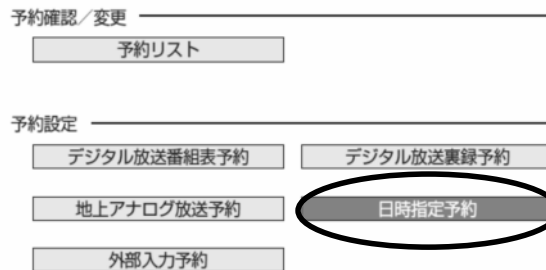 予約確認／変更
予約リスト
予約設定
デジタル放送番組表予約
デジタル放送裏録予約
地上アナログ放送予約
日時指定予約
外部入力予約